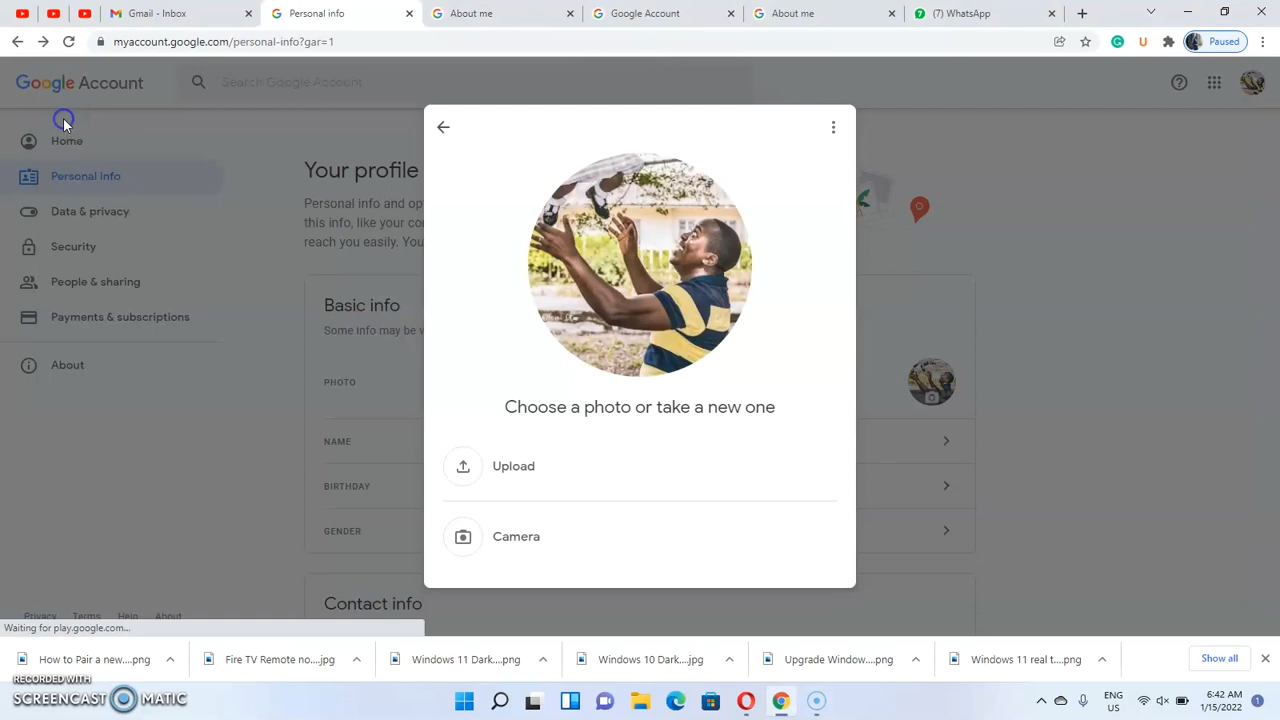 Gmail - Inbox
Personal info
About me
Google Account
About me
(7) WhatsApp
myaccount.google.com/personal-info?gar=1
Paused
Google Account
Search Google Account
Home
Personal info
Data & privacy
Security
People & sharing
Payments & subscriptions
About
Your profile
Personal info and op
this info, like your co
reach you easily. You
Basic info
Some info may be v
PHOTO
NAME
BIRTHDAY
GENDER
Contact info
Choose a photo or take a new one
Upload
Camera
Privacy Terms Help About
Waiting for play.google.com...
How to Pair a new....png
Fire TV Remote no....jpg
Windows 11 Dark....png
Windows 10 Dark....jpg
Upgrade Window....png
Windows 11 real t....png
Show all
RECORDED WITH
SCREENCAST MATIC
ENG
US
6:42 AM
1/15/2022
1